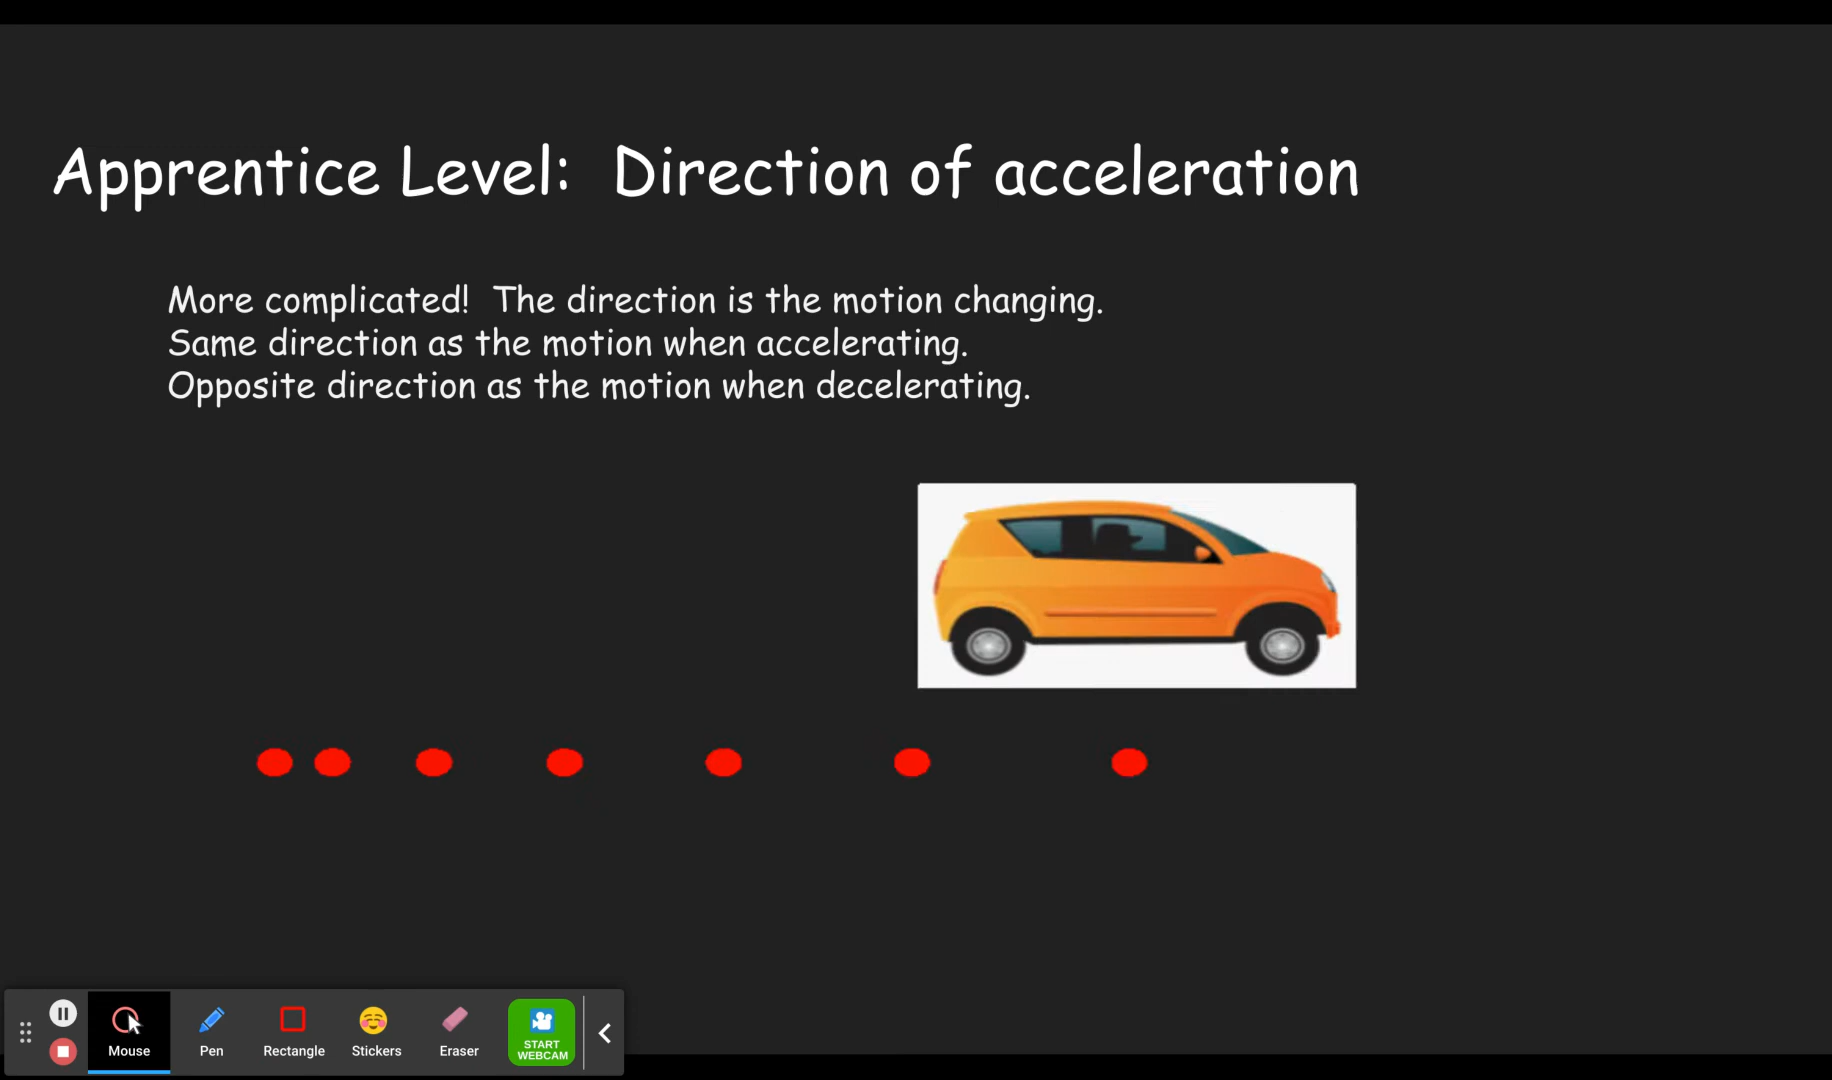 Apprentice Level:  Direction of acceleration
More complicated!  The direction is the motion changing.
Same direction as the motion when accelerating.
Opposite direction as the motion when decelerating.
Mouse
Pen
Rectangle
Stickers
Eraser
START
WEBCAM